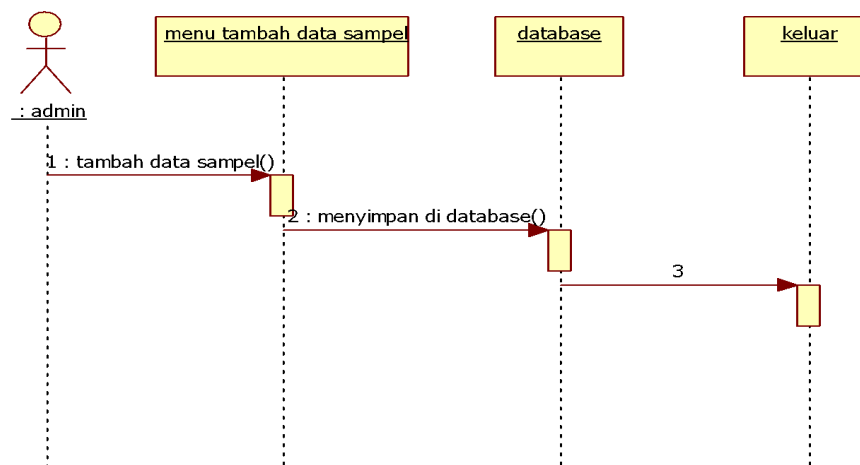 menu tambah data sampel
database
keluar
: admin
1 : tambah data sampel()
2 : menyimpan di database()
3